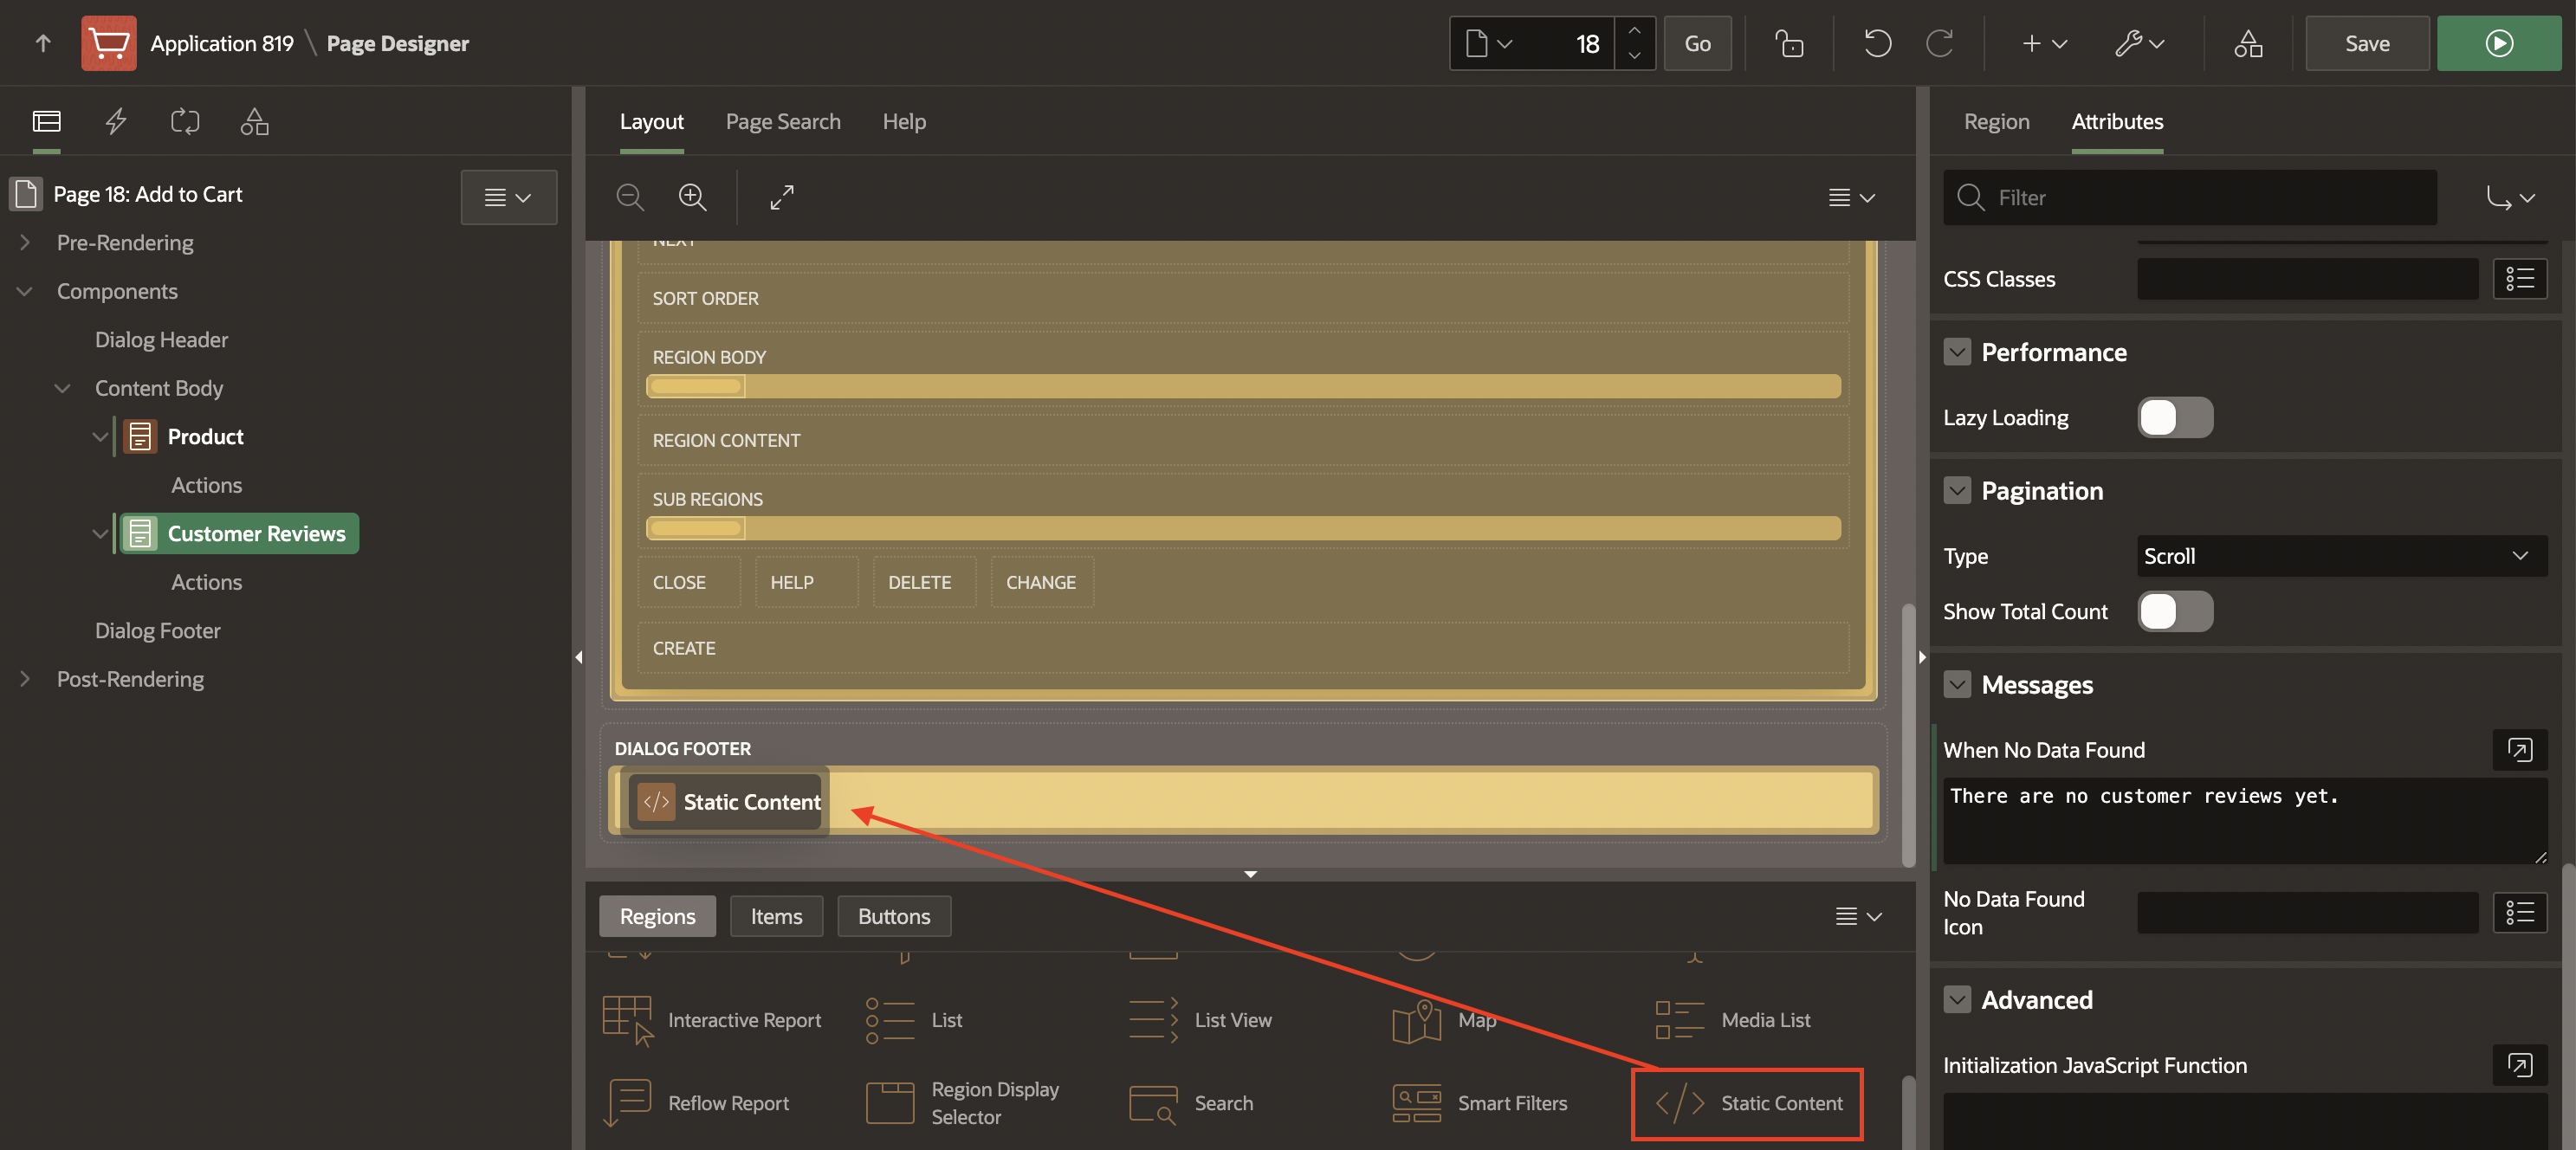 Application 819 \ Page Designer
18
Go
Save
Page 18: Add to Cart
Pre-Rendering
Components
Dialog Header
Content Body
Product
Actions
Customer Reviews
Actions
Dialog Footer
Post-Rendering
Layout
Page Search
Help
NEXT
SORT ORDER
REGION BODY
REGION CONTENT
SUB REGIONS
CLOSE
HELP
DELETE
CHANGE
CREATE
DIALOG FOOTER
Static Content
Regions
Items
Buttons
Interactive Report
List
List View
Map
Media List
Reflow Report
Region Display
Selector
Search
Smart Filters
Static Content
Region
Attributes
Filter
CSS Classes
Performance
Lazy Loading
Pagination
Type
Scroll
Show Total Count
Messages
When No Data Found
There are no customer reviews yet.
No Data Found
Icon
Advanced
Initialization JavaScript Function